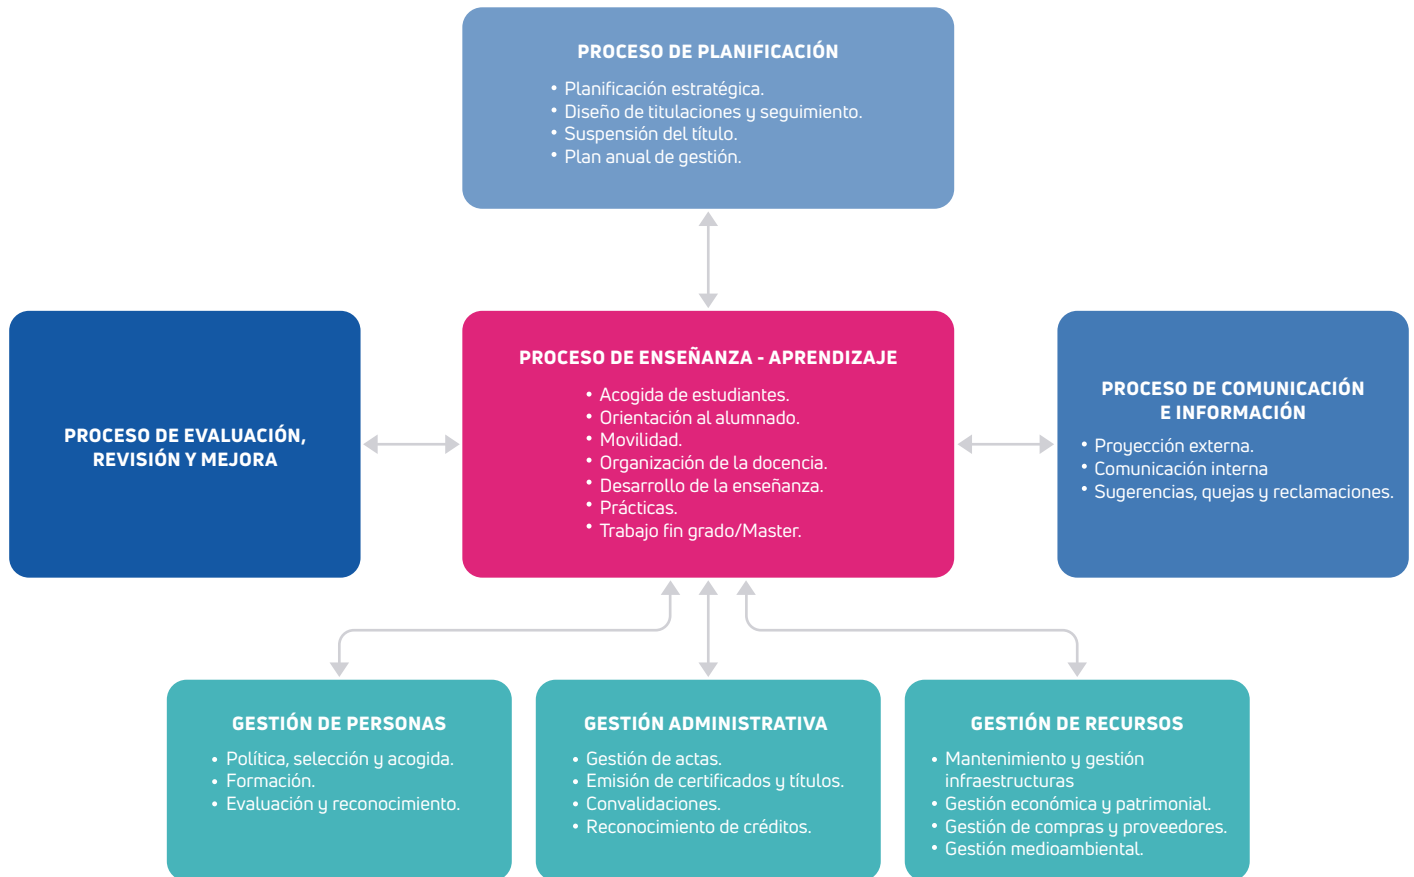 PROCESO DE PLANIFICACIÓN
• Planificación estratégica.
• Diseño de titulaciones y seguimiento.
• Suspensión del título.
• Plan anual de gestión.
PROCESO DE EVALUACIÓN,
REVISIÓN Y MEJORA
PROCESO DE ENSEÑANZA - APRENDIZAJE
• Acogida de estudiantes.
• Orientación al alumnado.
• Movilidad.
• Organización de la docencia.
• Desarrollo de la enseñanza.
• Prácticas.
• Trabajo fin grado/Master.
PROCESO DE COMUNICACIÓN
E INFORMACIÓN
• Proyección externa.
• Comunicación interna
• Sugerencias, quejas y reclamaciones.
GESTIÓN DE PERSONAS
• Política, selección y acogida.
• Formación.
• Evaluación y reconocimiento.
GESTIÓN ADMINISTRATIVA
• Gestión de actas.
• Emisión de certificados y títulos.
• Convalidaciones.
• Reconocimiento de créditos.
GESTIÓN DE RECURSOS
• Mantenimiento y gestión
infraestructuras
• Gestión económica y patrimonial.
• Gestión de compras y proveedores.
• Gestión medioambiental.